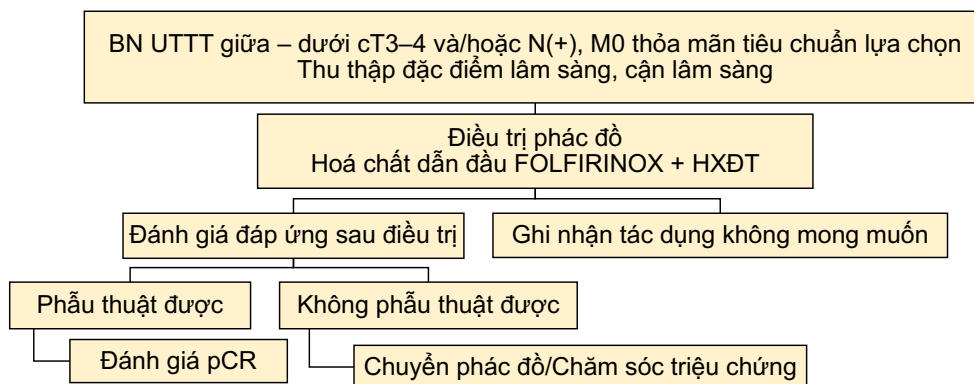 BN UTTT giữa – dưới cT3–4 và/hoặc N(+), M0 thỏa mãn tiêu chuẩn lựa chọn
Thu thập đặc điểm lâm sàng, cận lâm sàng
Điều trị phác đồ
Hoá chất dẫn đầu FOLFIRINOX + HXĐT
Đánh giá đáp ứng sau điều trị
Ghi nhận tác dụng không mong muốn
Phẫu thuật được
Không phẫu thuật được
Đánh giá pCR
Chuyển phác đồ/Chăm sóc triệu chứng